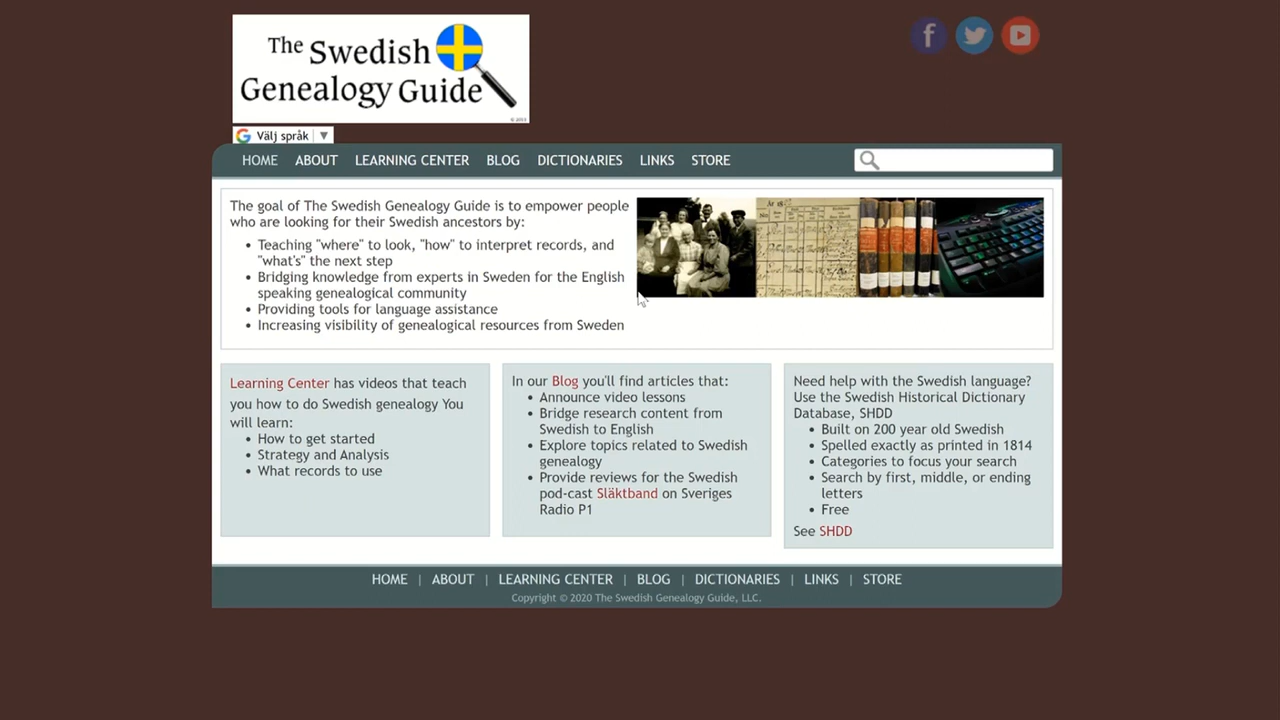 The Swedish
Genealogy Guide
© 2013
Välj språk ▼
HOME ABOUT LEARNING CENTER BLOG DICTIONARIES LINKS STORE
The goal of The Swedish Genealogy Guide is to empower people
who are looking for their Swedish ancestors by:
• Teaching "where" to look, "how" to interpret records, and
"what's" the next step
• Bridging knowledge from experts in Sweden for the English
speaking genealogical community
• Providing tools for language assistance
• Increasing visibility of genealogical resources from Sweden
Learning Center has videos that teach
you how to do Swedish genealogy You
will learn:
• How to get started
• Strategy and Analysis
• What records to use
In our Blog you'll find articles that:
• Announce video lessons
• Bridge research content from
Swedish to English
• Explore topics related to Swedish
genealogy
• Provide reviews for the Swedish
pod-cast Släktband on Sveriges
Radio P1
Need help with the Swedish language?
Use the Swedish Historical Dictionary
Database, SHDD
• Built on 200 year old Swedish
• Spelled exactly as printed in 1814
• Categories to focus your search
• Search by first, middle, or ending
letters
• Free
See SHDD
HOME | ABOUT | LEARNING CENTER | BLOG | DICTIONARIES | LINKS | STORE
Copyright © 2020 The Swedish Genealogy Guide, LLC.